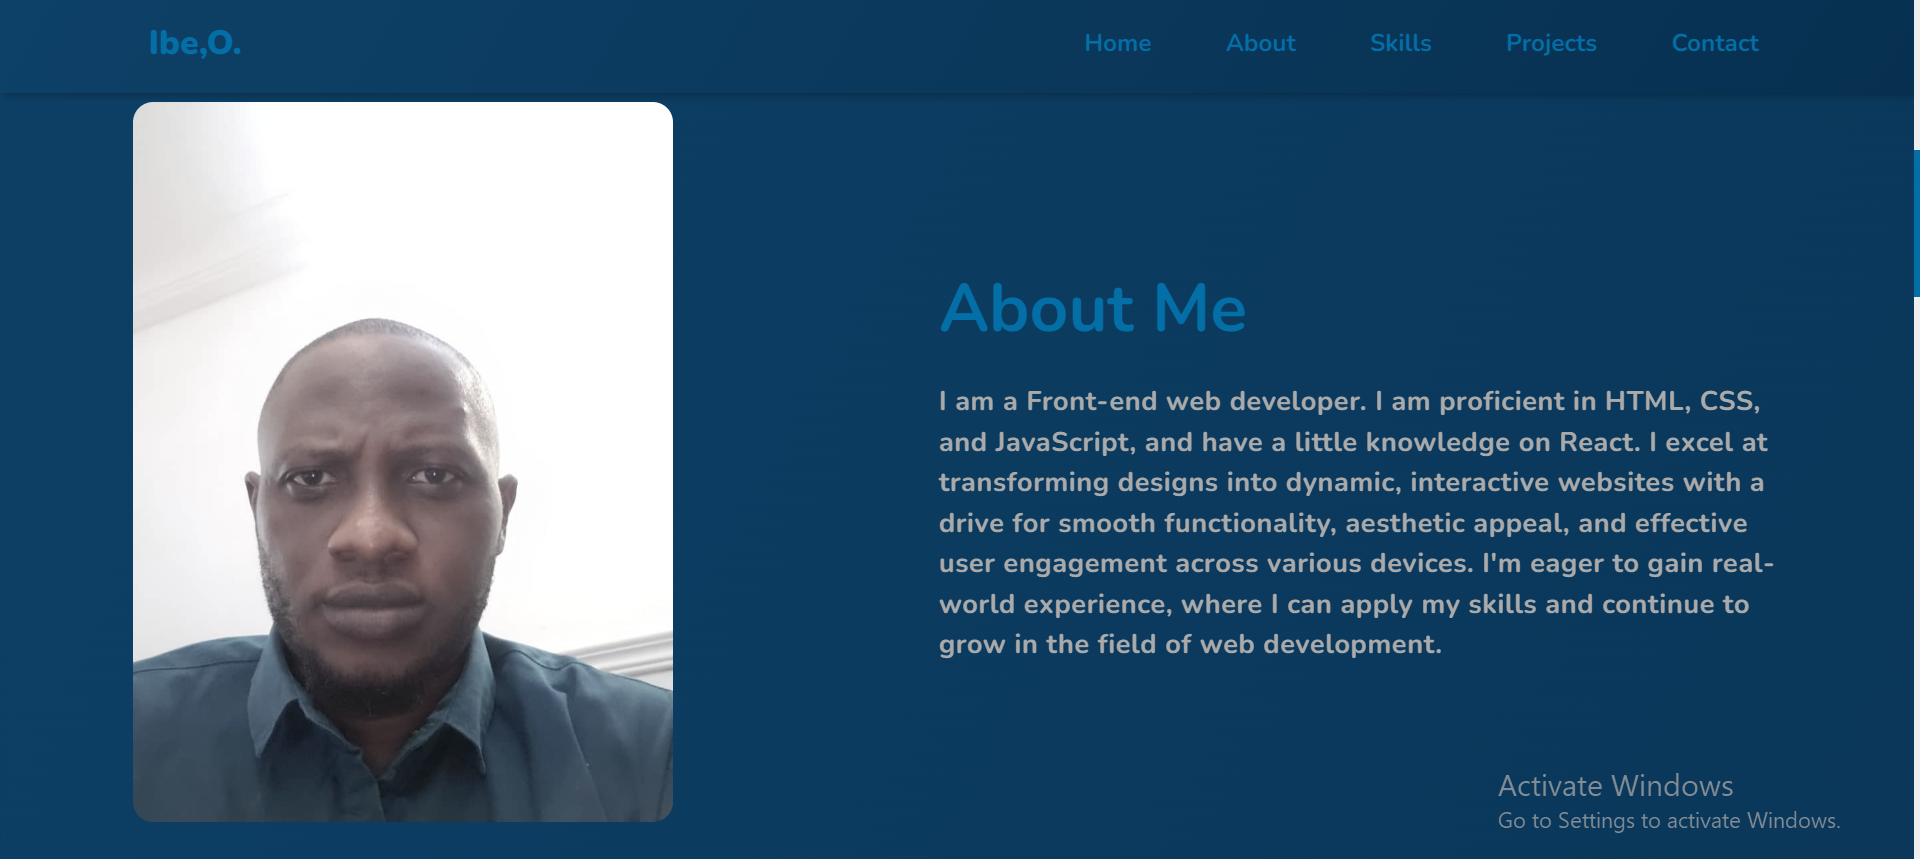 Ibe,O.
Home About Skills Projects Contact
About Me
I am a Front-end web developer. I am proficient in HTML, CSS,
and JavaScript, and have a little knowledge on React. I excel at
transforming designs into dynamic, interactive websites with a
drive for smooth functionality, aesthetic appeal, and effective
user engagement across various devices. I'm eager to gain real-
world experience, where I can apply my skills and continue to
grow in the field of web development.
Activate Windows
Go to Settings to activate Windows.